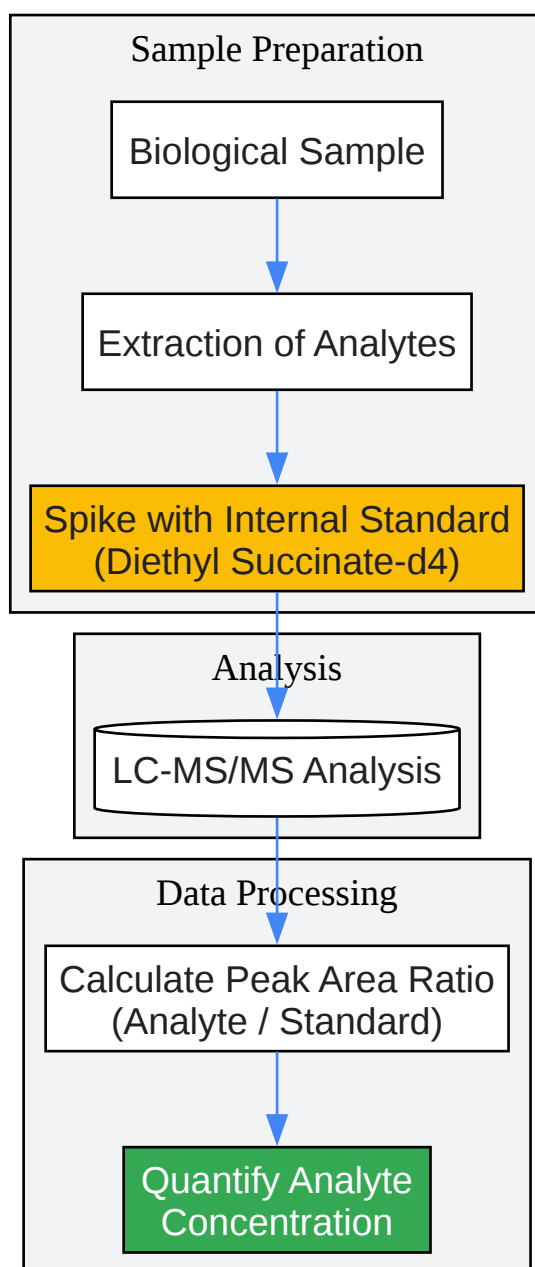 Sample Preparation
Biological Sample
Extraction of Analytes
Spike with Internal Standard
(Diethyl Succinate-d4)
Analysis
LC-MS/MS Analysis
Data Processing
Calculate Peak Area Ratio
(Analyte / Standard)
Quantify Analyte
Concentration